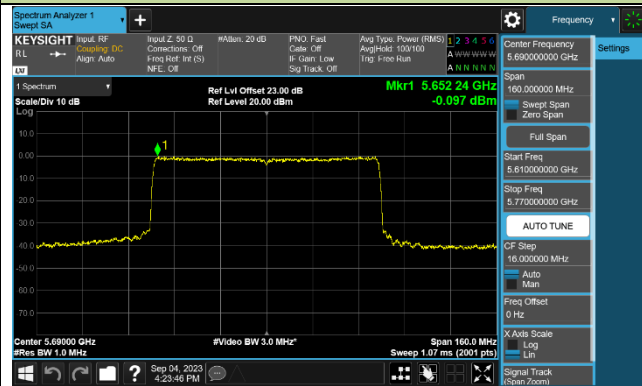 Spectrum Analyzer 1
Swept SA
Frequency
KEYSIGHT
RL
Input: RF
Coupling: DC
Align: Auto
Input Z: 50 Ω
Corrections: Off
Freq Ref: Int (S)
NFE: Off
#Atten: 20 dB
PNO: Fast
Gate: Off
IF Gain: Low
Sig Track: Off
Avg Type: Power (RMS)
Avg|Hold: 100/100
Trig: Free Run
1 2 3 4 5 6
A W W W W W
A N N N N N
LXI
1 Spectrum
Scale/Div 10 dB
Log
Ref Lvl Offset 23.00 dB
Ref Level 20.00 dBm
Mkr1 5.652 24 GHz
-0.097 dBm
1
10.0
0.00
-10.0
-20.0
-30.0
-40.0
-50.0
-60.0
-70.0
Center 5.69000 GHz
#Res BW 1.0 MHz
#Video BW 3.0 MHz*
Span 160.0 MHz
Sweep 1.07 ms (2001 pts)
Center Frequency
5.690000000 GHz
Span
160.000000 MHz
Swept Span
Zero Span
Full Span
Start Freq
5.610000000 GHz
Stop Freq
5.770000000 GHz
AUTO TUNE
CF Step
16.000000 MHz
Auto
Man
Freq Offset
0 Hz
X Axis Scale
Log
Lin
Signal Track
(Span Zoom)
Settings
?
Sep 04, 2023
4:23:46 PM